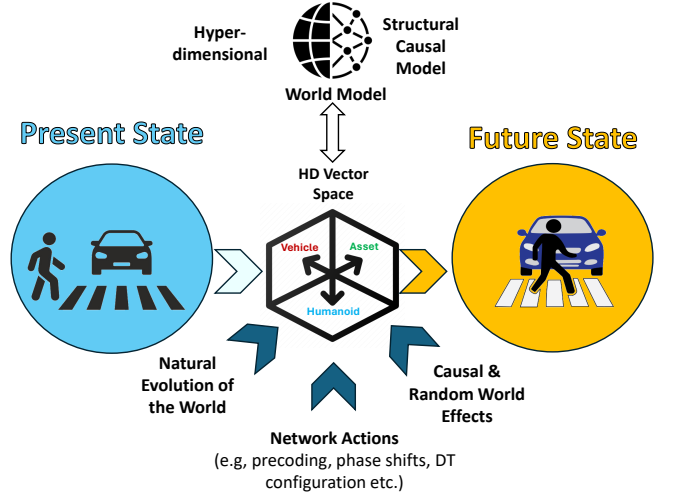 Hyper-
dimensional
Structural
Causal
Model
World Model
Present State
Future State
HD Vector
Space
Vehicle
Asset
Humanoid
Natural
Evolution of
the World
Causal &
Random World
Effects
Network Actions
(e.g, precoding, phase shifts, DT
configuration etc.)